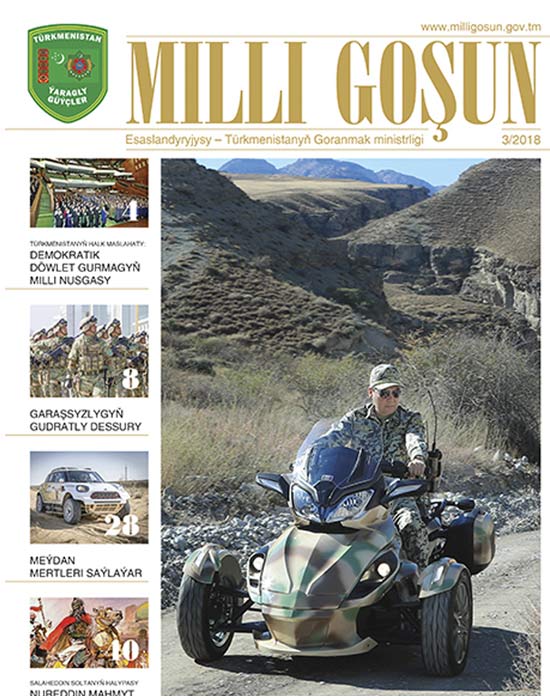 www.milligosun.gov.tm
TÜRKMENISTAN
ÝARAGLY
GÜÝÇLER
MILLI GOŞUN
Esaslandyryjysy – Türkmenistanyň Goranmak ministrligi
3/2018
4
TÜRKMENISTANYŇ HALK MASLAHATY:
DEMOKRATIK
DÖWLET GURMAGYŇ
MILLI NUSGASY
8
GARAŞSYZLYGYŇ
GUDRATLY DESSURY
28
MEÝDAN
MERTLERI SAÝLAÝAR
40
SALAHEDDIN SOLTANYŇ HALYPASY
NUREDDIN MAHMYT